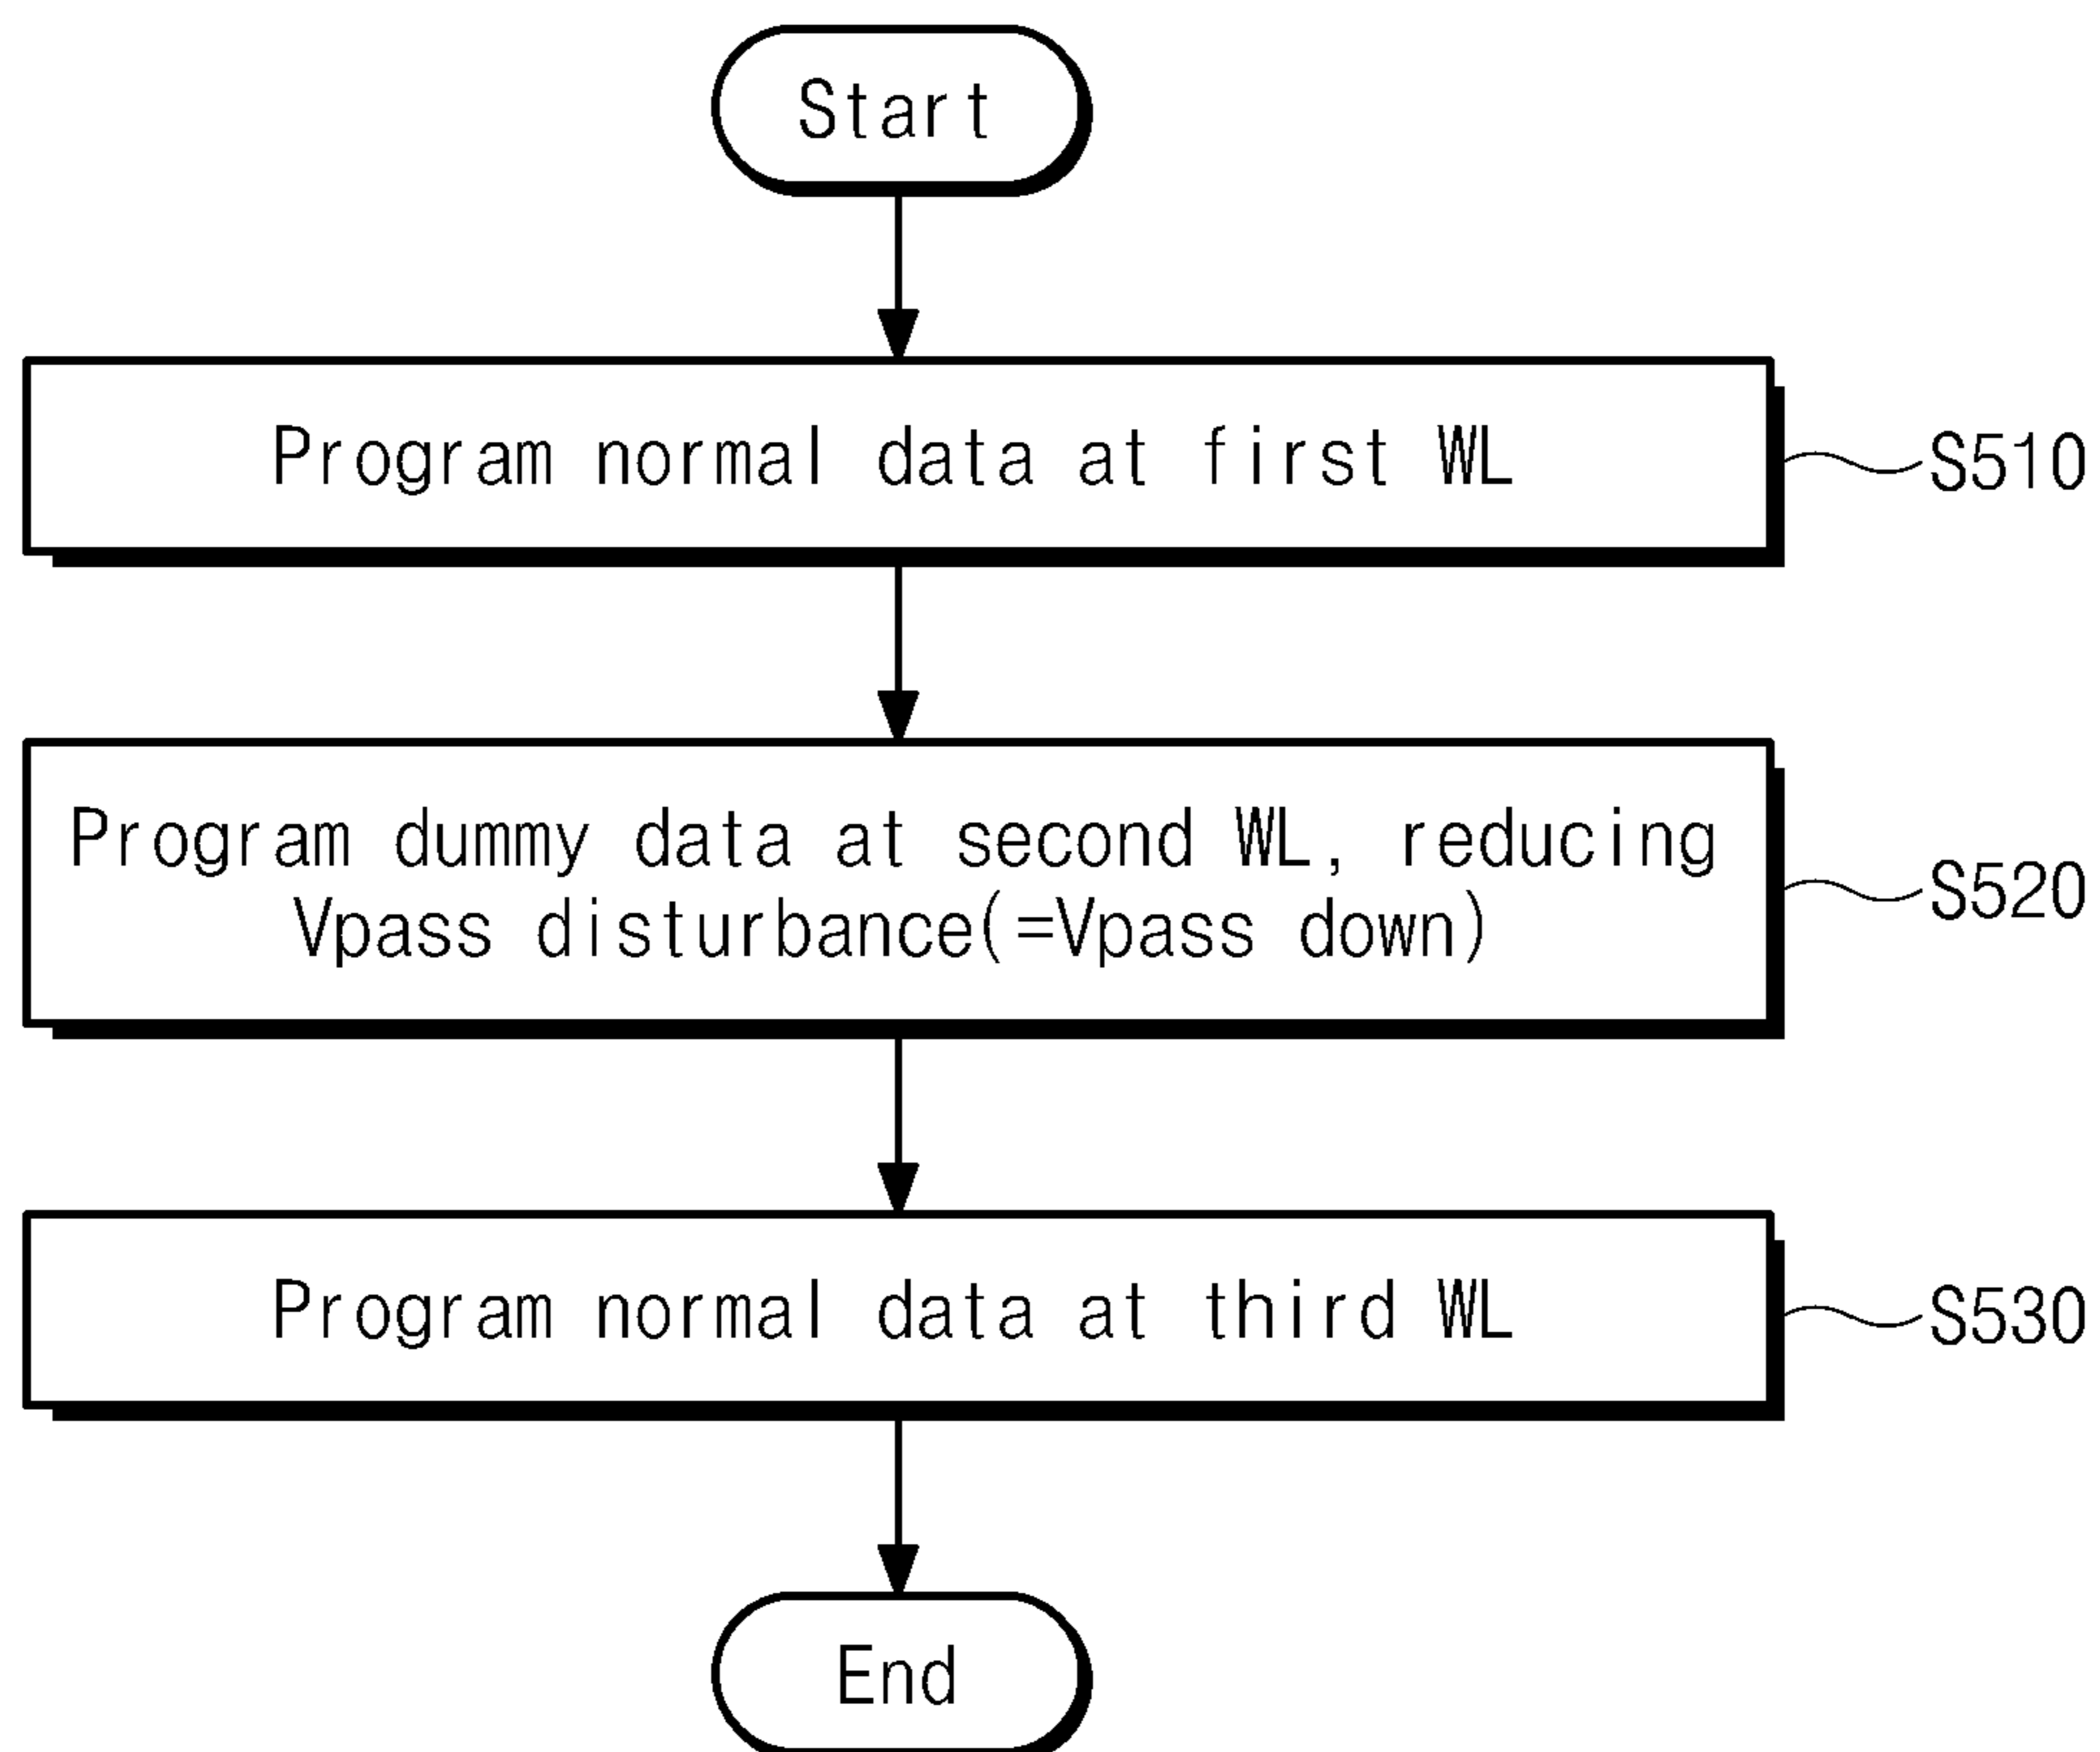 Start
Program normal data at first WL
S510
Program dummy data at second WL, reducing
Vpass disturbance(=Vpass down)
S520
Program normal data at third WL
S530
End